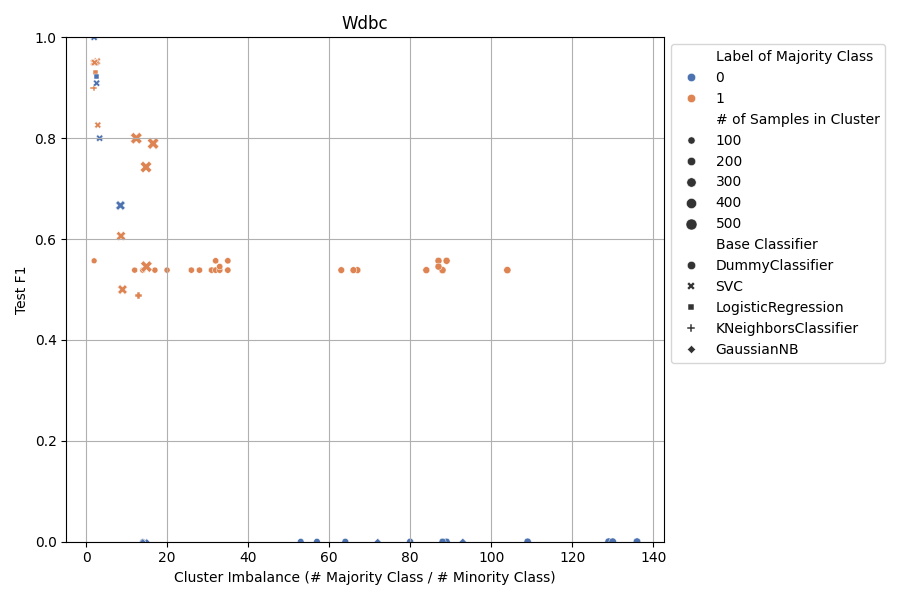 Wdbc
1.0
0.8
0.6
0.4
0.2
0.0
Test F1
0 20 40 60 80 100 120 140
Cluster Imbalance (# Majority Class / # Minority Class)
Label of Majority Class
0
1
# of Samples in Cluster
100
200
300
400
500
Base Classifier
DummyClassifier
SVC
LogisticRegression
KNeighborsClassifier
GaussianNB